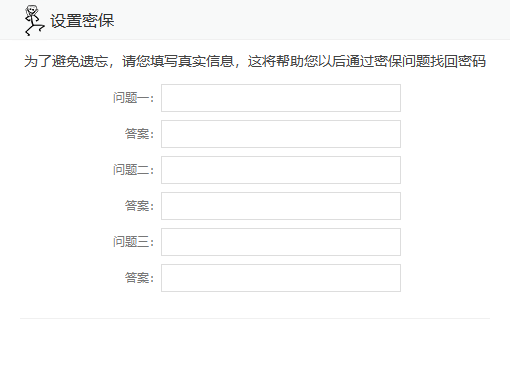 设置密保
为了避免遗忘，请您填写真实信息，这将帮助您以后通过密保问题找回密码
问题一：
答案：
问题二：
答案：
问题三：
答案：